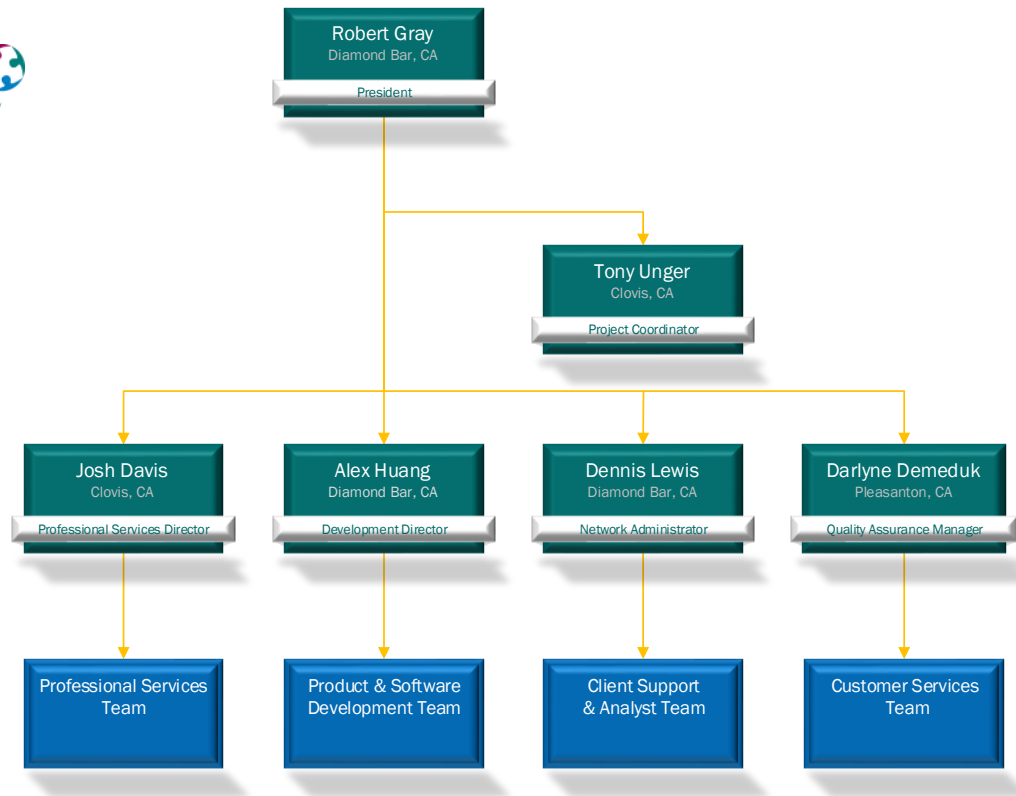 Robert Gray
Diamond Bar, CA
President
Tony Unger
Clovis, CA
Project Coordinator
Josh Davis
Clovis, CA
Professional Services Director
Alex Huang
Diamond Bar, CA
Development Director
Dennis Lewis
Diamond Bar, CA
Network Administrator
Darlyne Demeduk
Pleasanton, CA
Quality Assurance Manager
Professional Services
Team
Product & Software
Development Team
Client Support
& Analyst Team
Customer Services
Team